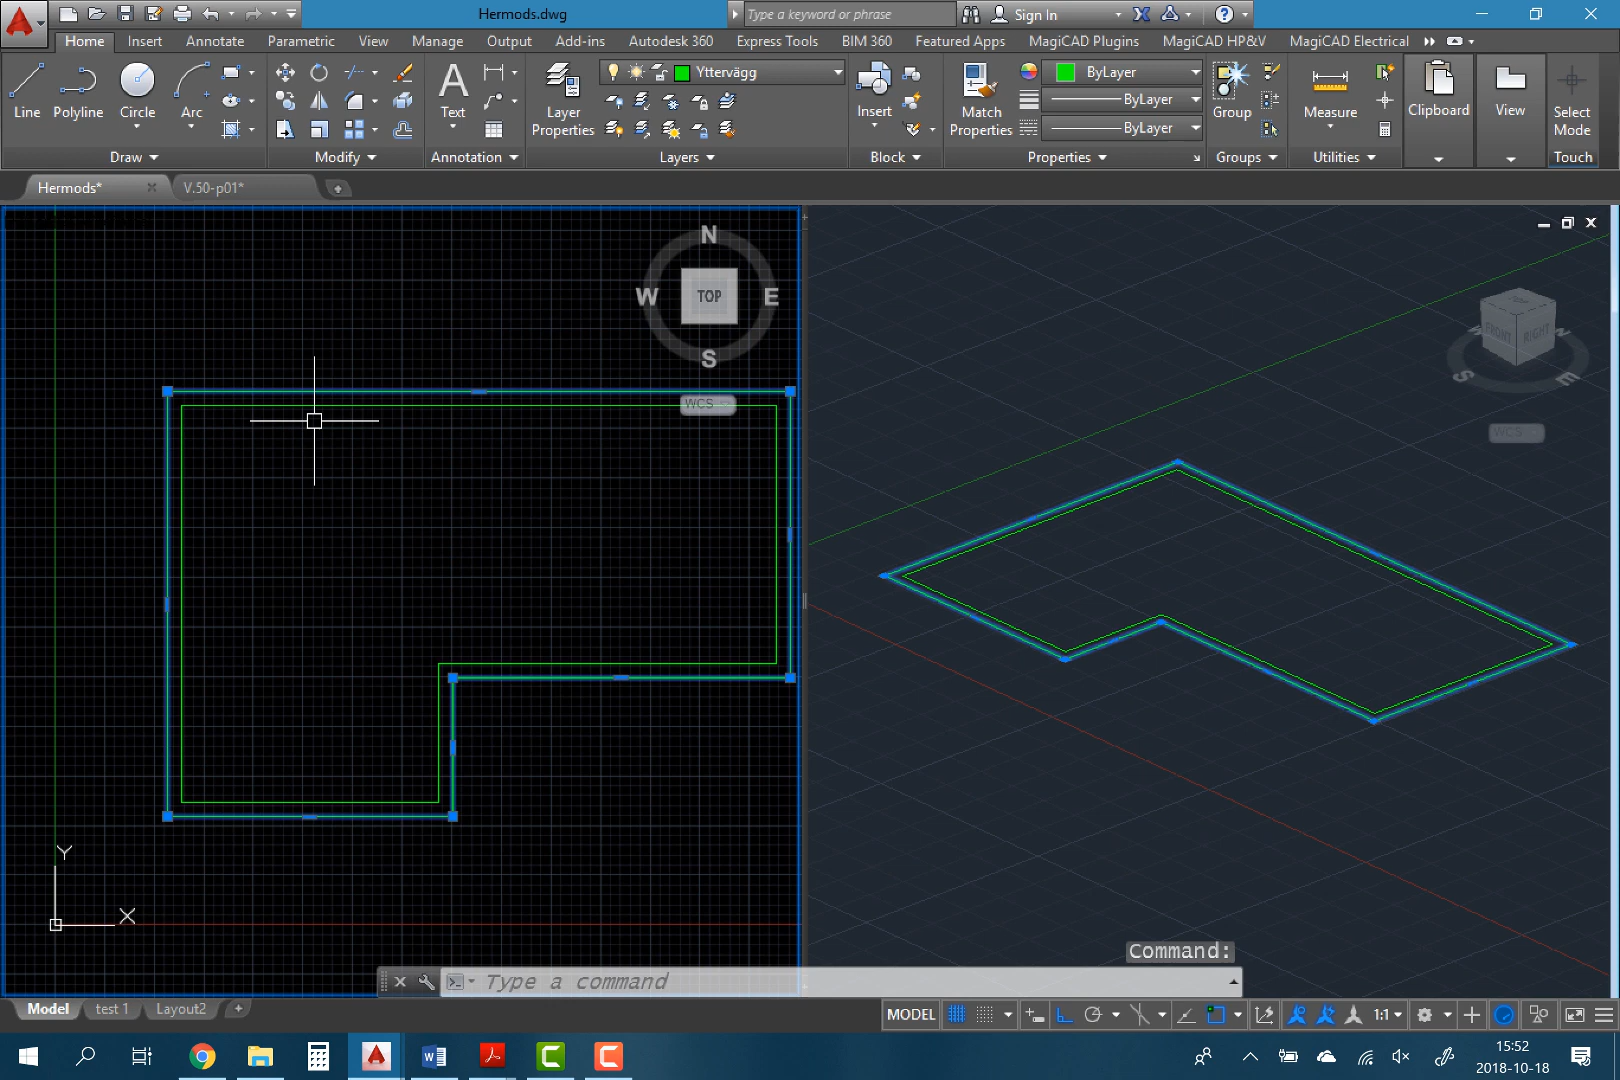 Hermods.dwg
Type a keyword or phrase
Sign In
Home
Insert
Annotate
Parametric
View
Manage
Output
Add-ins
Autodesk 360
Express Tools
BIM 360
Featured Apps
MagiCAD Plugins
MagiCAD HP&V
MagiCAD Electrical
Line
Polyline
Circle
Arc
Draw
Modify
A
Text
Annotation
Layer
Properties
Yttervägg
Layers
Insert
Block
Match
Properties
ByLayer
ByLayer
ByLayer
Properties
Group
Groups
Measure
Utilities
Clipboard
View
Select
Mode
Touch
Hermods*
V.50-p01*
N
W
TOP
E
S
WCS
TOP
FRONT
RIGHT
S
E
WCS
Y
X
Command:
Type a command
Model
test 1
Layout2
MODEL
1:1
15:52
2018-10-18